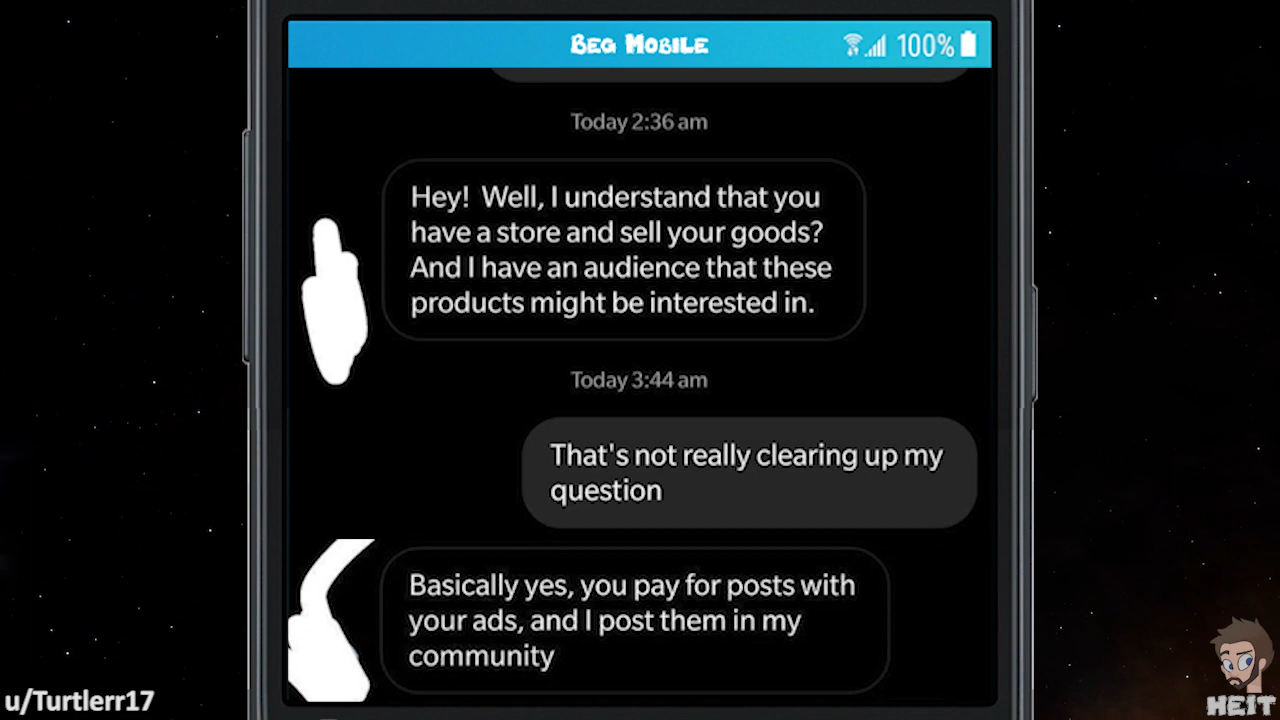 Beg Mobile
100%
Today 2:36 am
Hey! Well, I understand that you
have a store and sell your goods?
And I have an audience that these
products might be interested in.
Today 3:44 am
That's not really clearing up my
question
Basically yes, you pay for posts with
your ads, and I post them in my
community
u/Turtlerr17
HEIT